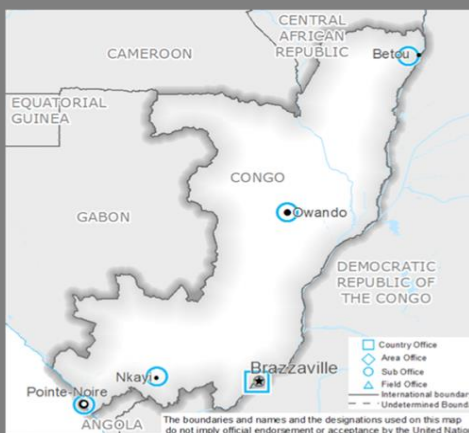 CENTRAL
AFRICAN
REPUBLIC
Betou
CAMEROON
EQUATORIAL
GUINEA
CONGO
Owando
GABON
DEMOCRATIC
REPUBLIC OF
THE CONGO
Country Office
Area Office
Sub Office
Field Office
International boundar
Undetermined Bound
Brazzaville
Nkayi
Pointe-Noire
ANGOLA
The boundaries and names and the designations used on this map
do not imply official endorsement or acceptance by the United Nation